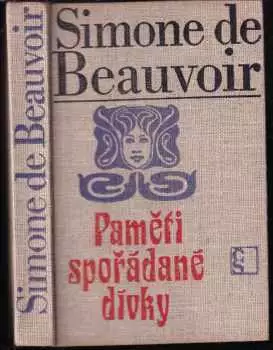 Simone de Beauvoir
Simone de
Beauvoir
Paměti
spořádané
dívky